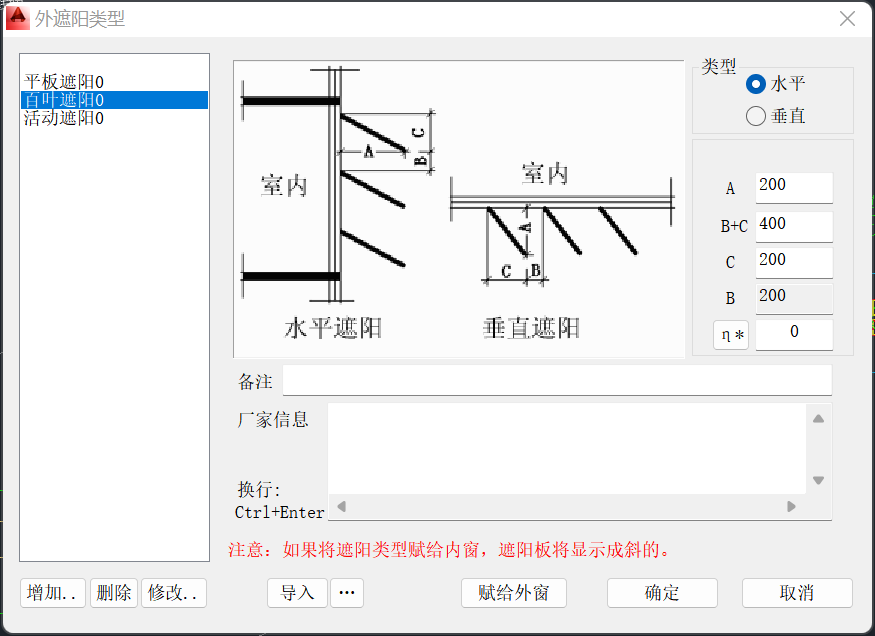 外遮阳类型
平板遮阳0
百叶遮阳0
活动遮阳0
室内
A
C
B
水平遮阳
室内
A
C
B
垂直遮阳
类型
水平
垂直
A 200
B+C 400
C 200
B 200
η* 0
备注
厂家信息
换行:
Ctrl+Enter
注意: 如果将遮阳类型赋给内窗，遮阳板将显示成斜的。
增加.. 删除 修改.. 导入 ... 赋给外窗 确定 取消